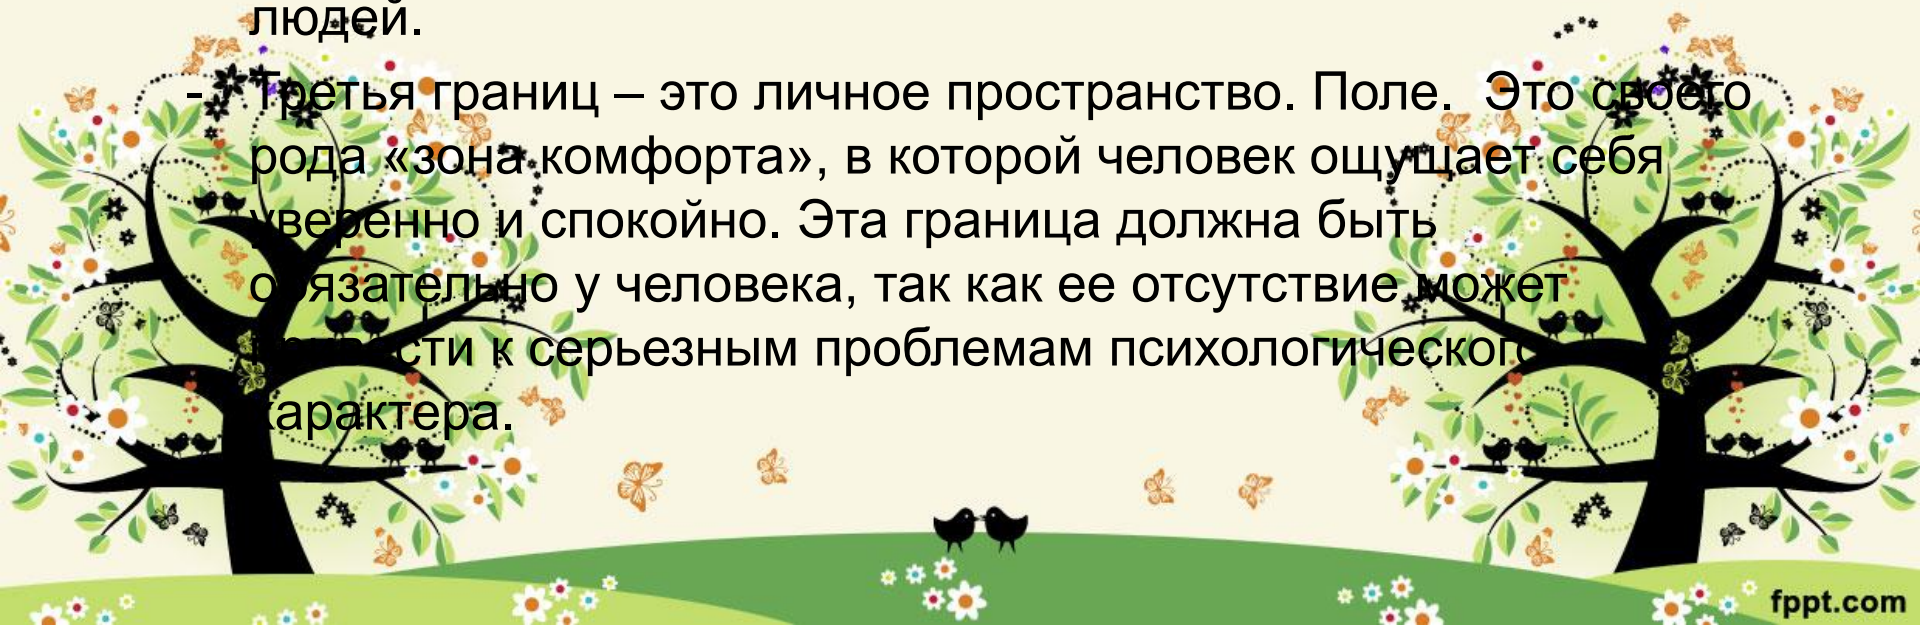 людей.
- Третья границ – это личное пространство. Поле. Это своего
рода «зона комфорта», в которой человек ощущает себя
уверенно и спокойно. Эта граница должна быть
обязательно у человека, так как ее отсутствие может
привести к серьезным проблемам психологического
характера.
fppt.com